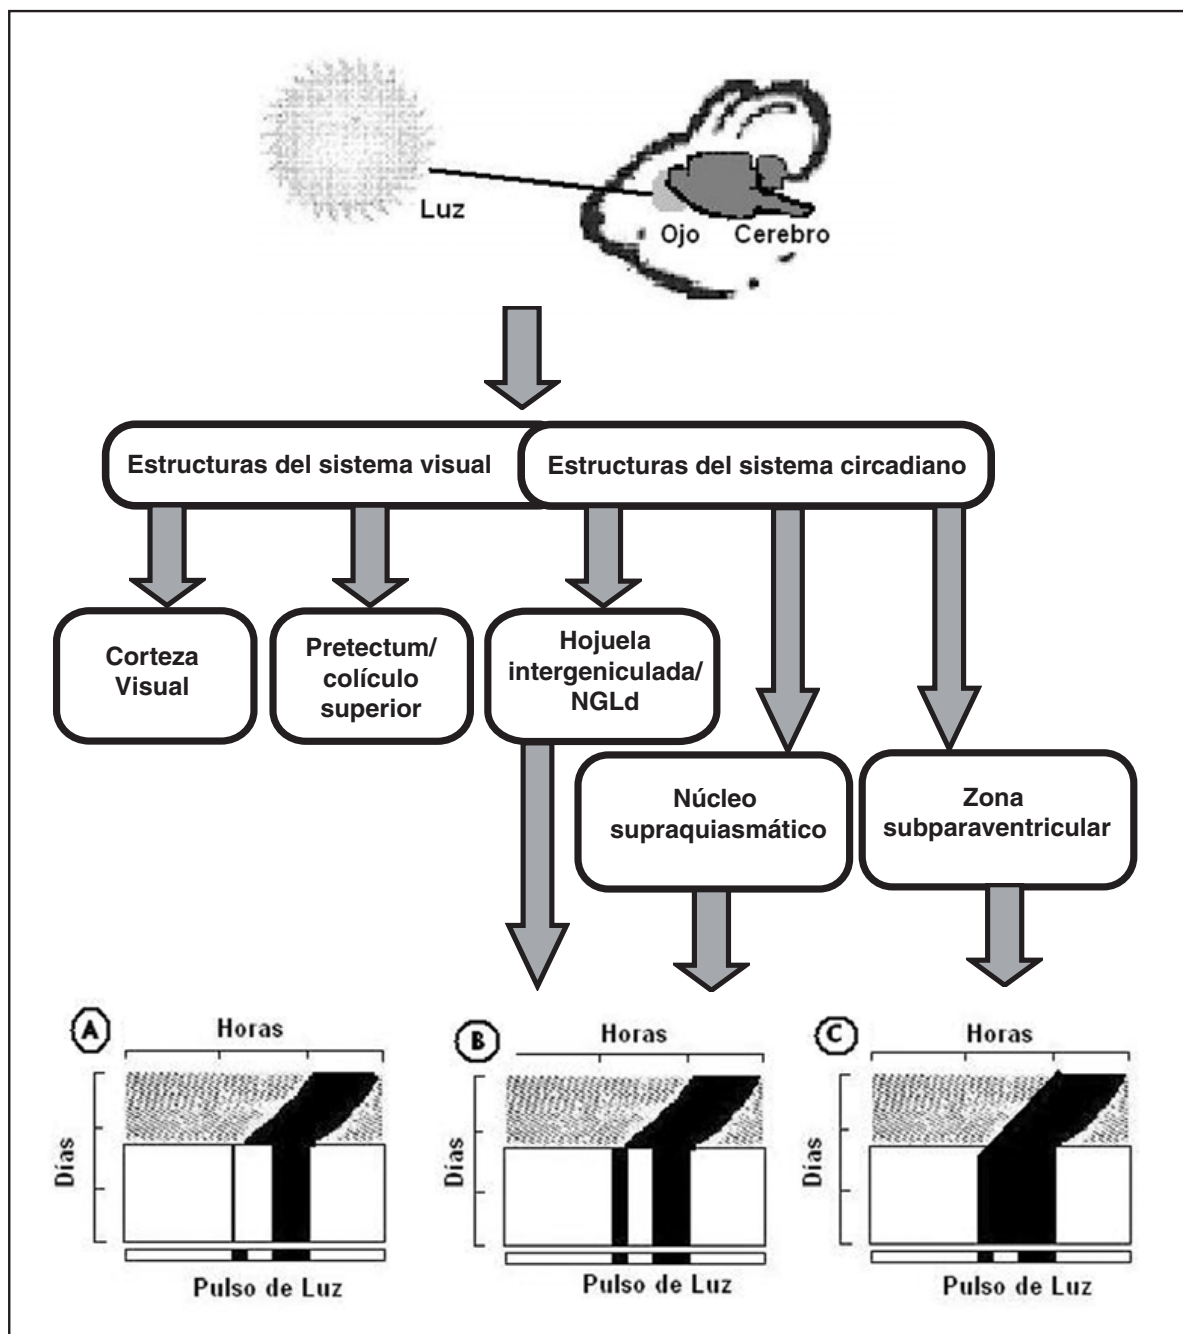 Luz
Ojo Cerebro
Estructuras del sistema visual
Estructuras del sistema circadiano
Corteza
Visual
Pretectum/
colículo
superior
Hojuela
intergeniculada/
NGLd
Núcleo
supraquiasmático
Zona
subparaventricular
A
Horas
Días
Pulso de Luz
B
Horas
Días
Pulso de Luz
C
Horas
Días
Pulso de Luz